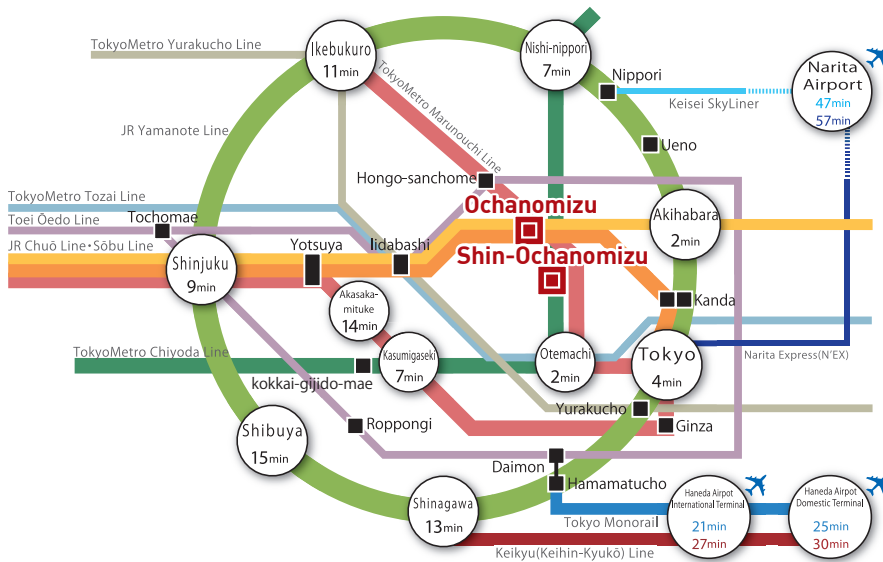 TokyoMetro Yurakucho Line
Ikebukuro
11min
Nishi-nippori
7min
Nippori
Keisei SkyLiner
Narita
Airport
47min
57min
TokyoMetro Marunouchi Line
JR Yamanote Line
Ueno
Hongo-sanchome
TokyoMetro Tozai Line
Toei Ōedo Line
Tochomae
JR Chuō Line・Sōbu Line
Ochanomizu
Akihabara
2min
Shinjuku
9min
Yotsuya
Iidabashi
Shin-Ochanomizu
Akasaka-
mituke
14min
Kanda
TokyoMetro Chiyoda Line
kokkai-gijido-mae
Kasumigaseki
7min
Otemachi
2min
Tokyo
4min
Narita Express(N'EX)
Yurakucho
Ginza
Roppongi
Shibuya
15min
Daimon
Hamamatucho
Shinagawa
13min
Tokyo Monorail
Keikyu(Keihin-Kyukō) Line
Haneda Airpot
International Terminal
21min
27min
Haneda Airpot
Domestic Terminal
25min
30min